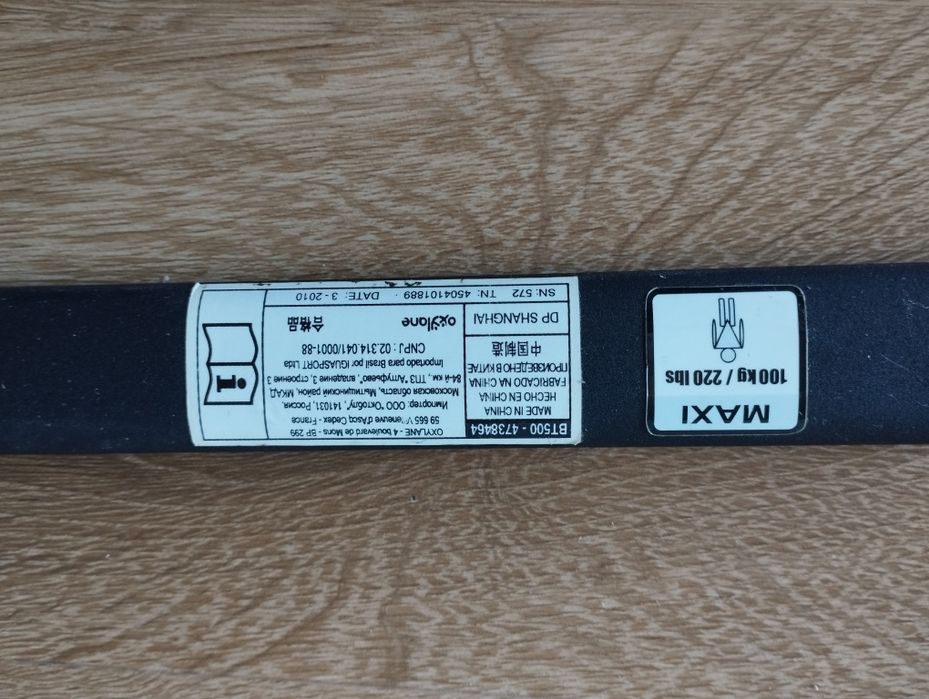 MAXI
100 kg / 220 lbs
BT500 - 4738464
MADE IN CHINA
HECHO EN CHINA
FABRICADO NA CHINA
ПРОИЗВЕДЕНО В КИТАЕ
中国制造
DP SHANGHAI
OXYLANE - 4 boulevard de Mons - BP 299
59 665 d'Ascq Cedex - France
Импортер: ООО "Октоблу", 141031, Россия,
Московская область, Мытищинский район, МКАД
84-й км., ТПЗ "Алтуфьево", владение 3, строение 3
Importado para Brasil por IGUASPORT Ltda
CNPJ : 02.314.041/0001-88
合格品
oxylane
SN: 572 TN: 450401889 · DATE: 3 - 2010
i